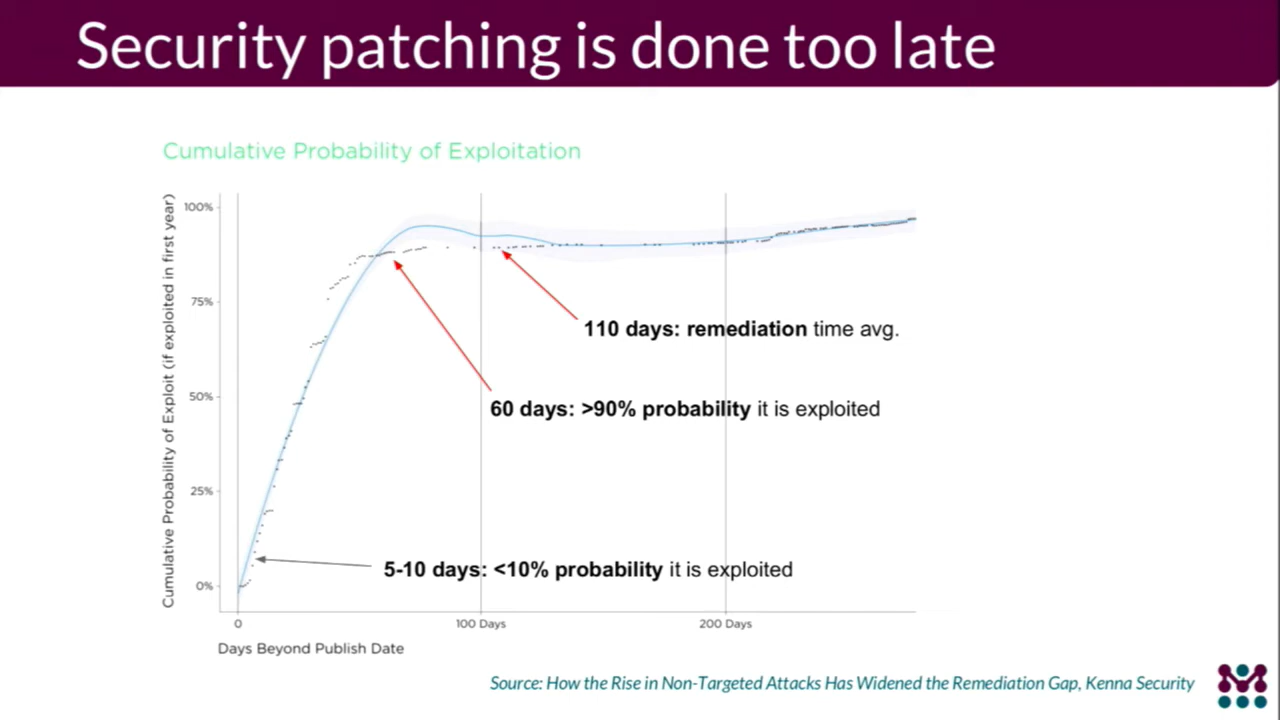 Security patching is done too late
Cumulative Probability of Exploitation
Cumulative Probability of Exploit (if exploited in first year)
100%
75%
50%
25%
0%
110 days: remediation time avg.
60 days: >90% probability it is exploited
5-10 days: <10% probability it is exploited
0
100 Days
200 Days
Days Beyond Publish Date
Source: How the Rise in Non-Targeted Attacks Has Widened the Remediation Gap, Kenna Security